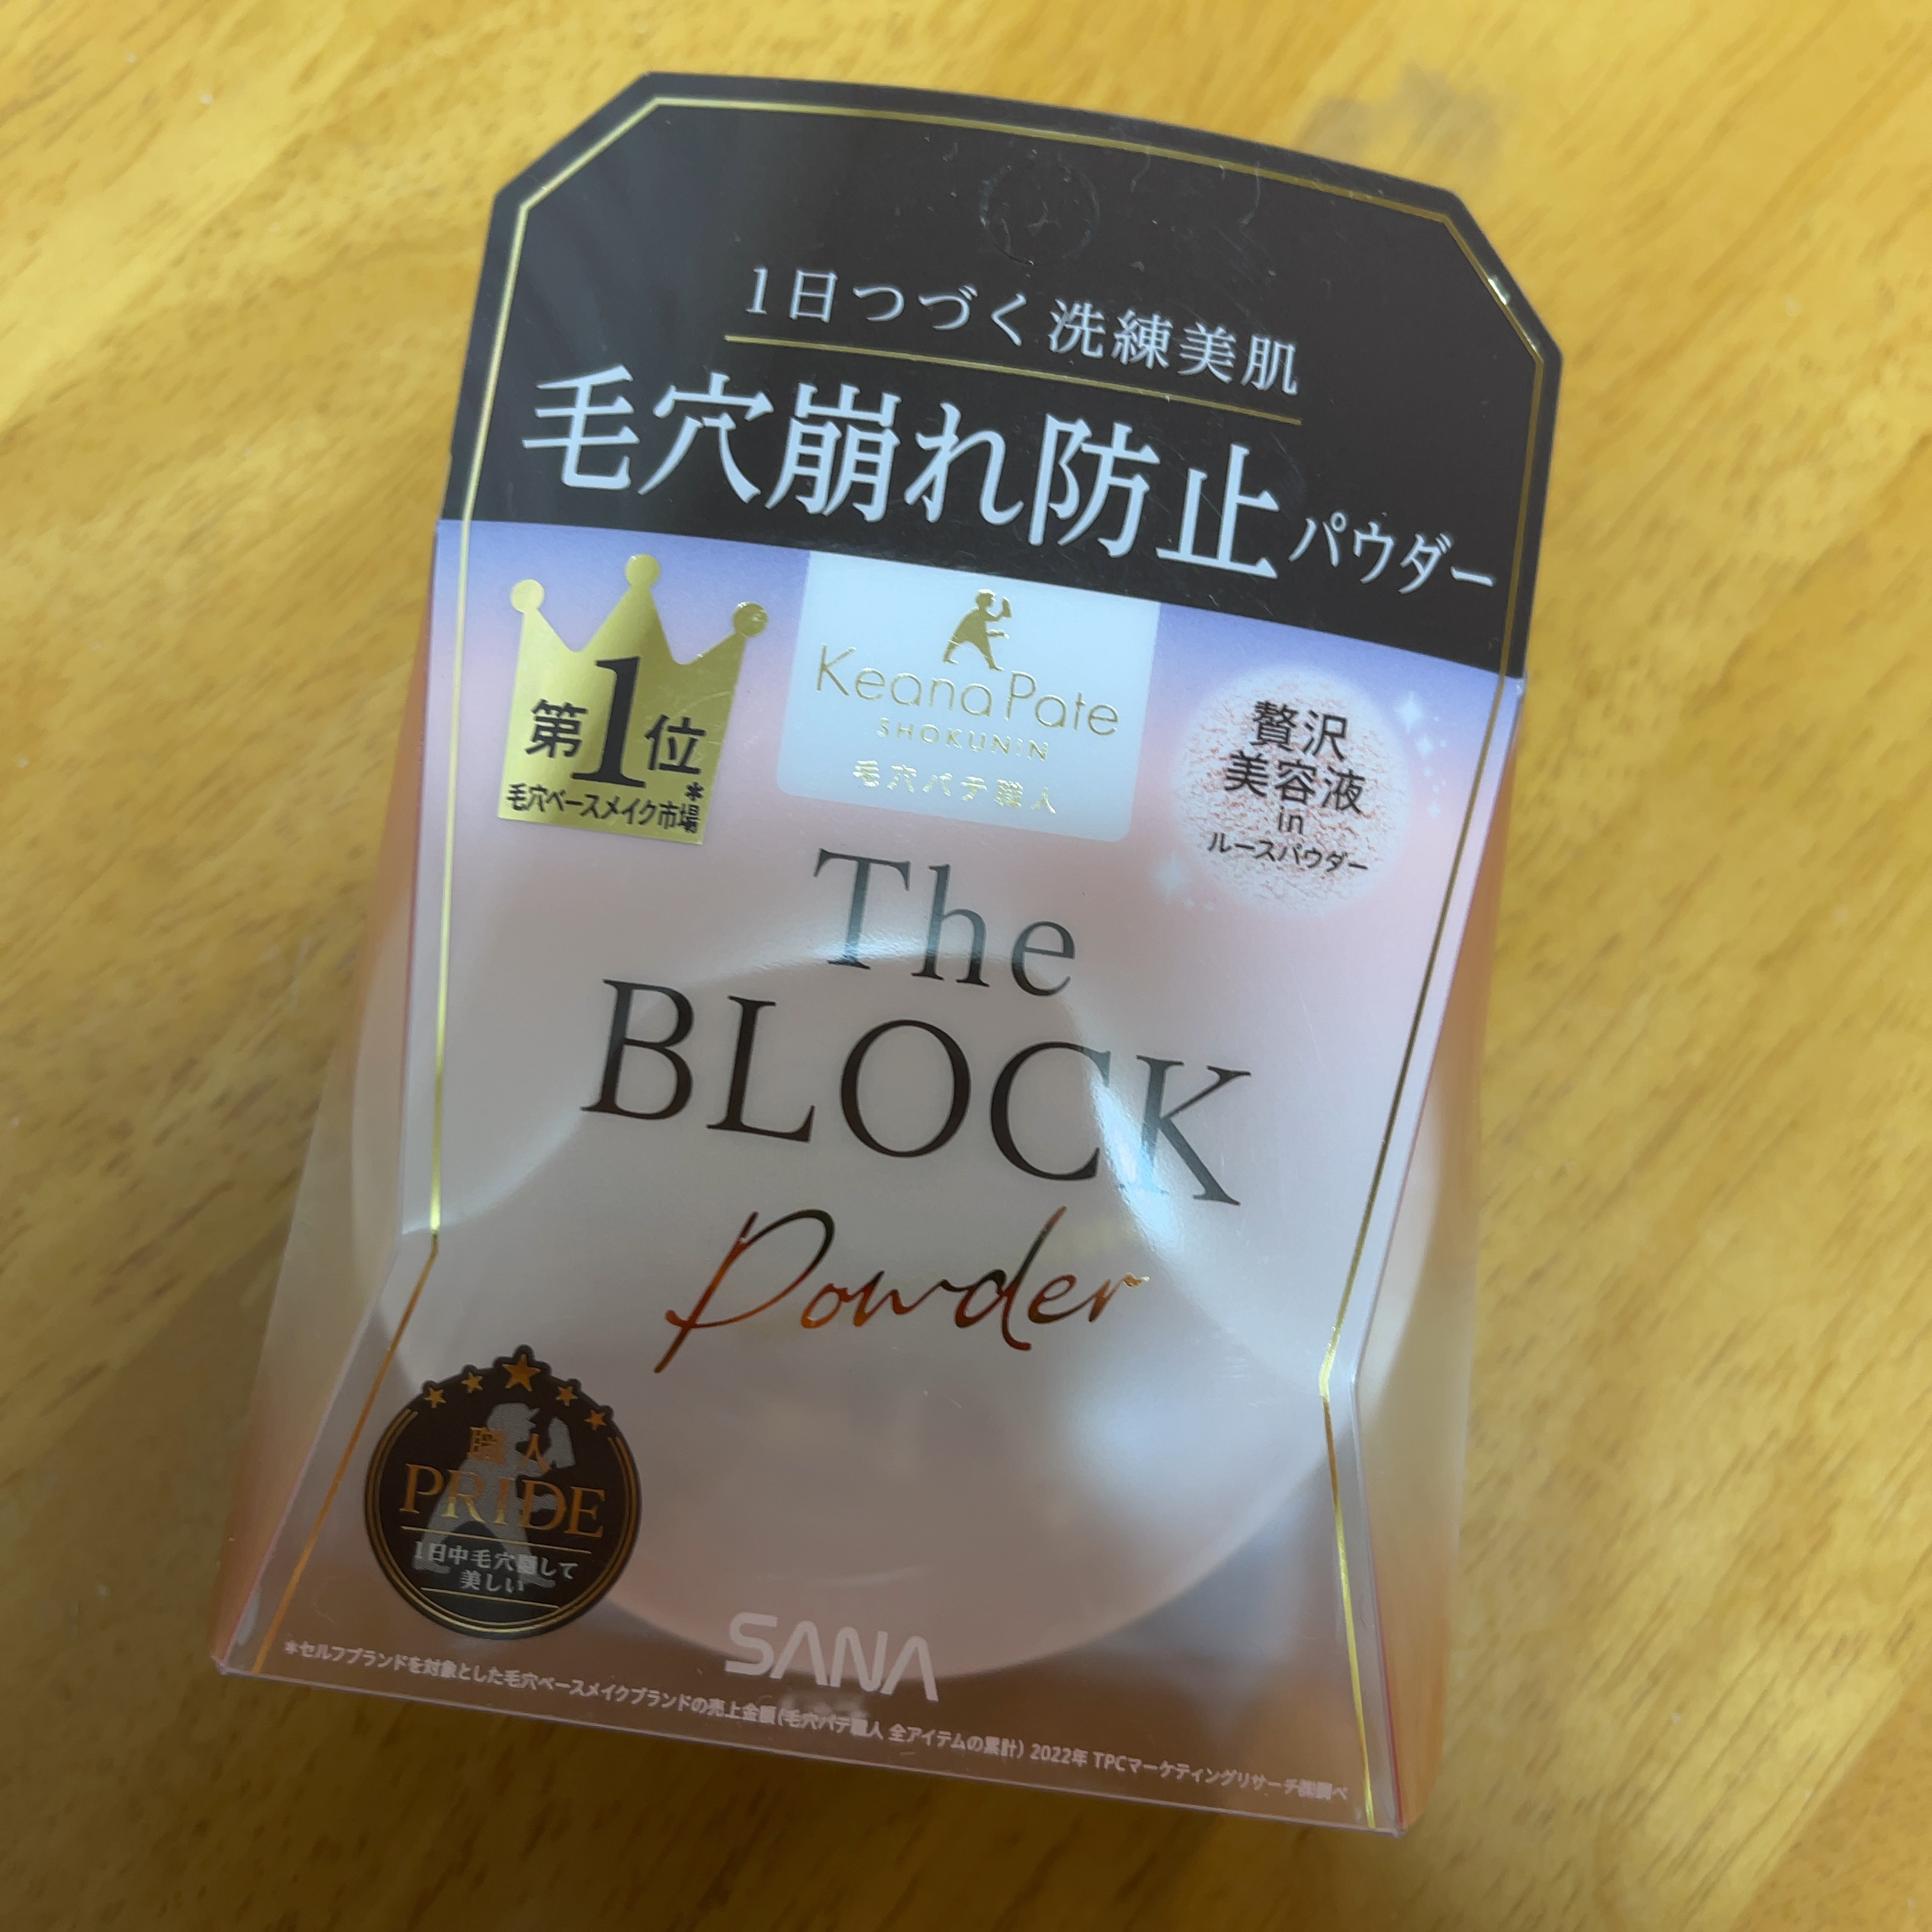 1日つづく洗練美肌
毛穴崩れ防止パウダー
第1位
毛穴ベースメイク市場*
Keana Pate
SHOKUNIN
毛穴パテ職人
贅沢
美容液
in
ルースパウダー
The
BLOCK
Powder
職人
PRIDE
1日中毛穴隠して
美しい
SANA
*セルフブランドを対象とした毛穴ベースメイクブランドの売上金額(毛穴パテ職人 全アイテムの累計) 2022年 TPCマーケティングリサーチ㈱調べ